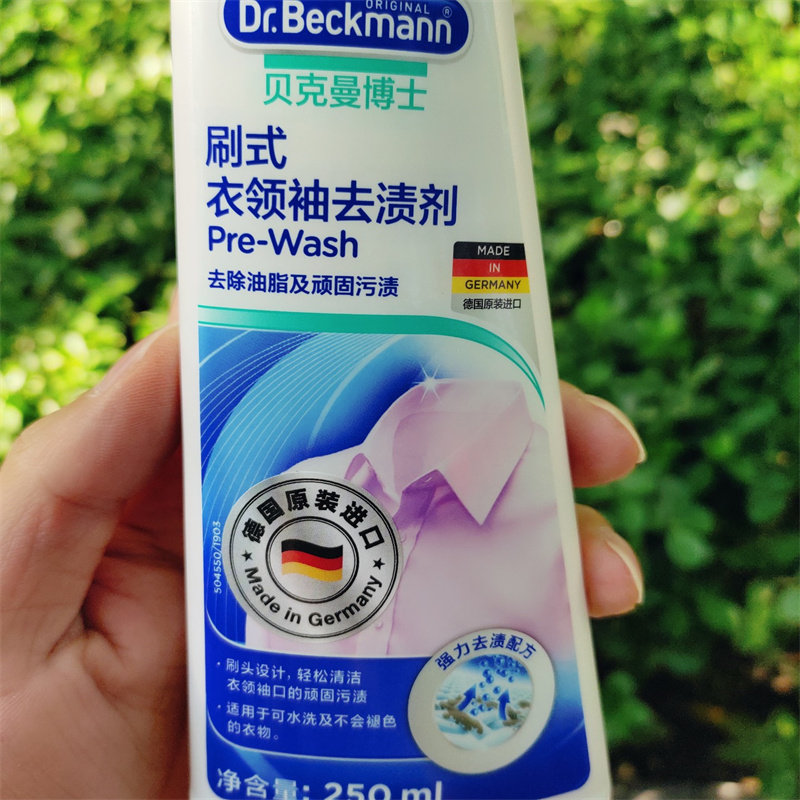 ORIGINAL
Dr.Beckmann®
贝克曼博士
刷式
衣领袖去渍剂
Pre-Wash
去除油脂及顽固污渍
MADE
IN
GERMANY
德国原装进口
德国原装进口
★ Made in Germany ★
504550/1903
强力去渍配方
· 刷头设计，轻松清洁
衣领袖口的顽固污渍
· 适用于可水洗及不会褪色
的衣物。
净含量: 250 ml